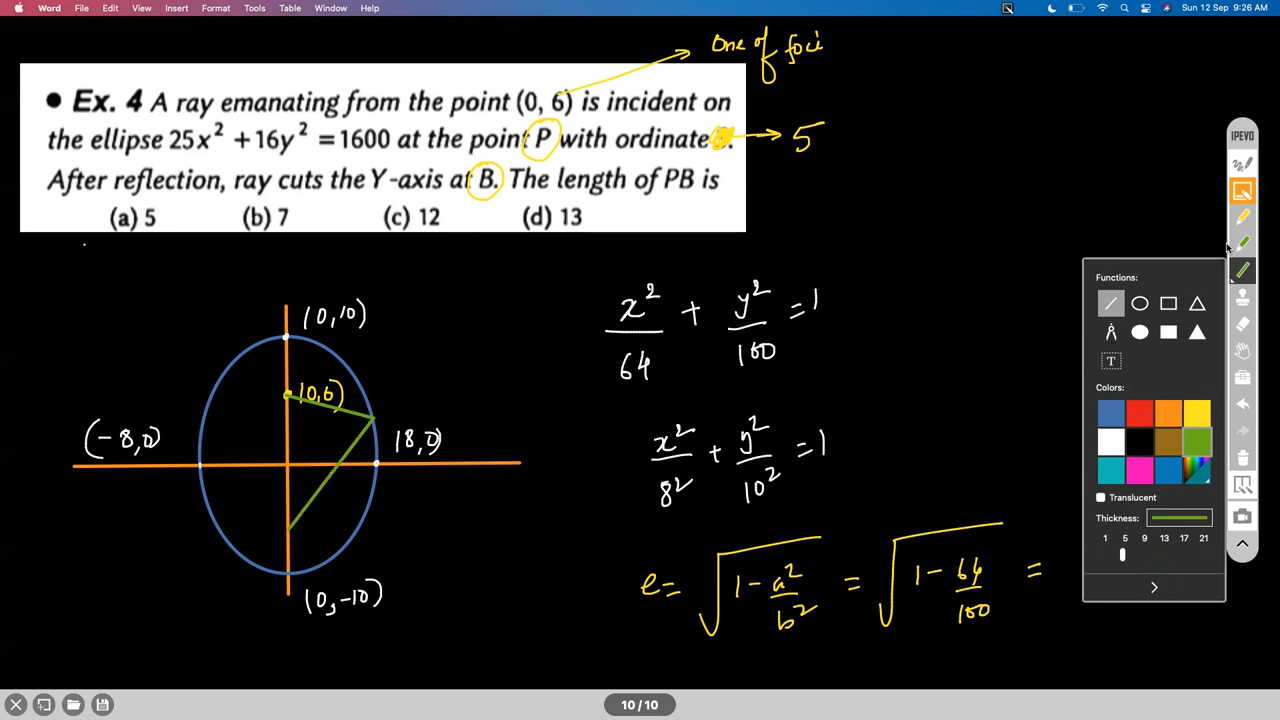 Word File Edit View Insert Format Tools Table Window Help Sun 12 Sep 9:26 AM
One of foci
• Ex. 4 A ray emanating from the point (0, 6) is incident on
the ellipse 25x² + 16y² = 1600 at the point P with ordinate → 5
After reflection, ray cuts the Y-axis at B. The length of PB is
(a) 5 (b) 7 (c) 12 (d) 13
IPEVO
(0,10)
(0,6)
(-8,0) (8,0)
(0,-10)
x²/64 + y²/100 = 1
x²/8² + y²/10² = 1
e = √(1 - a²/b²) = √(1 - 64/100) =
Functions:
T
Colors:
Translucent
Thickness:
1 5 9 13 17 21
10 / 10